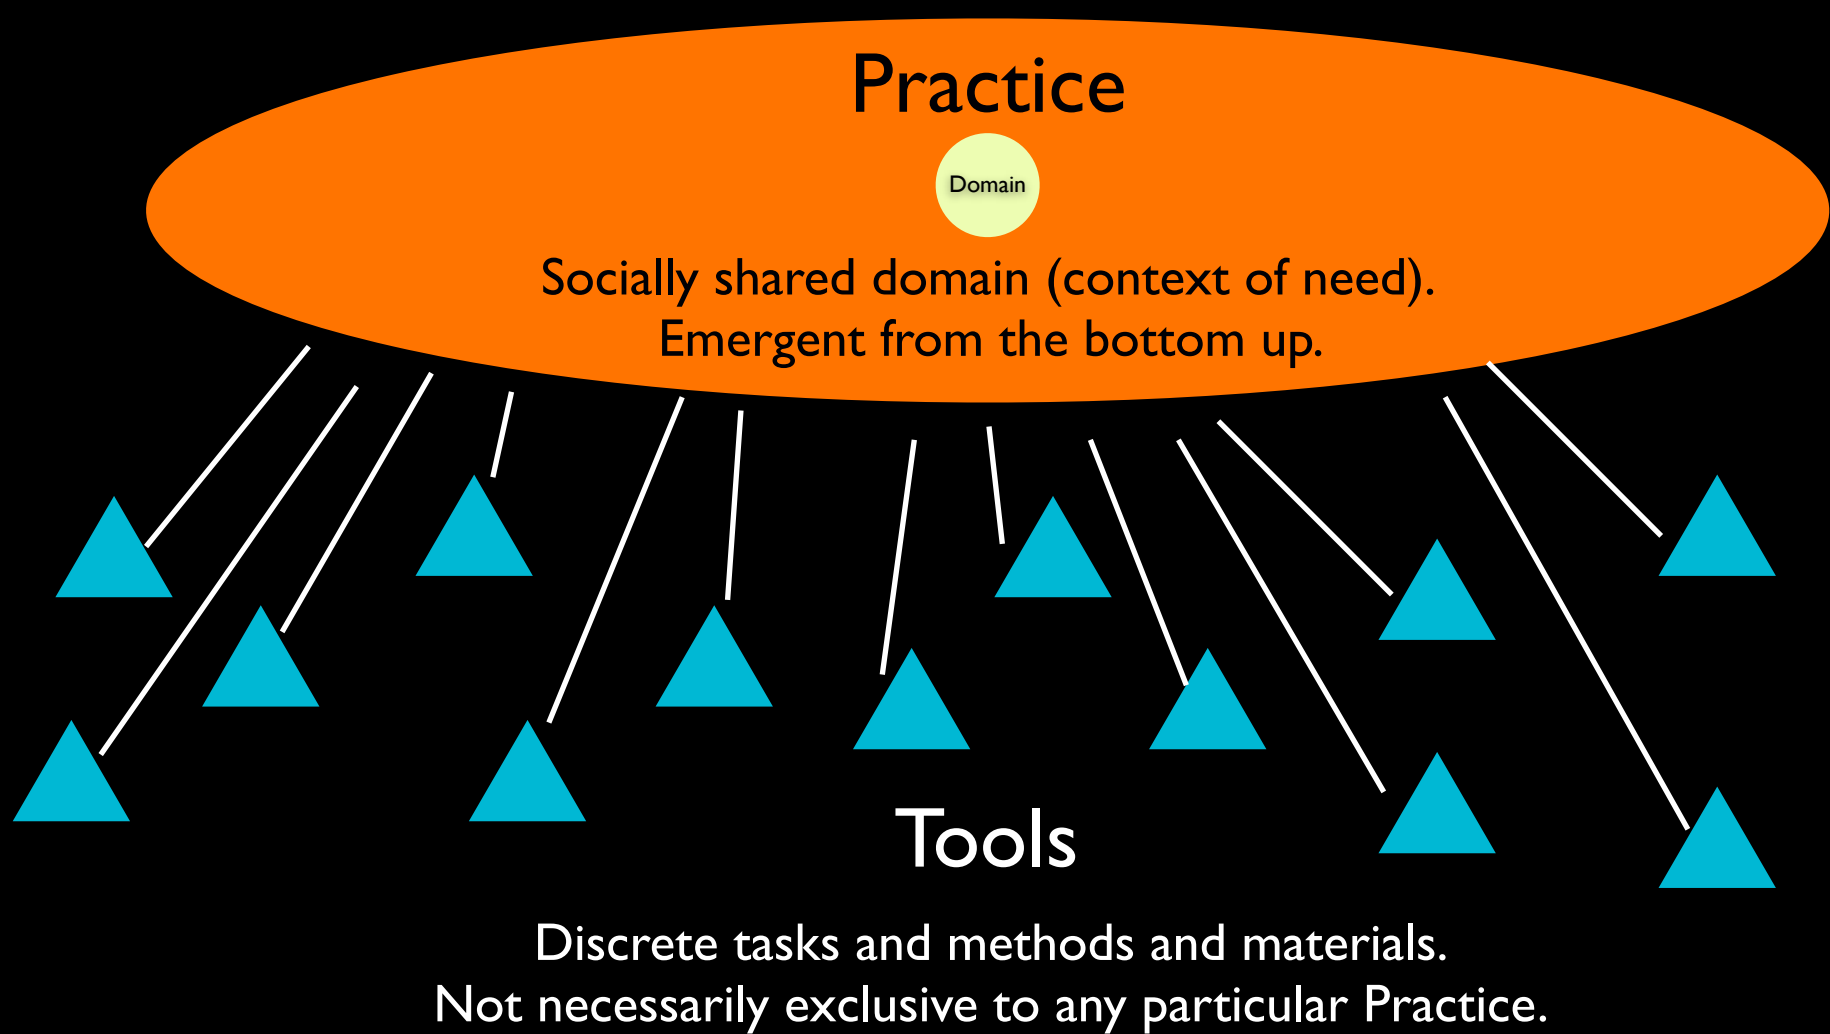 Practice
Domain
Socially shared domain (context of need).
Emergent from the bottom up.
Tools
Discrete tasks and methods and materials.
Not necessarily exclusive to any particular Practice.